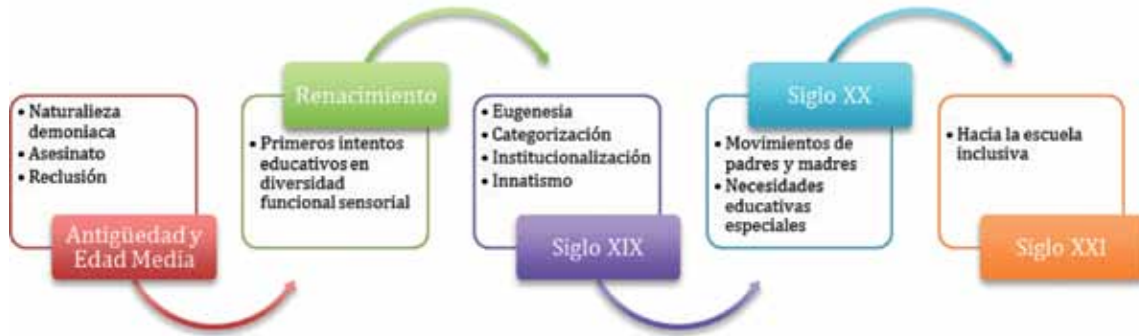 • Naturalieza
demoniaca
• Asesinato
• Reclusión
Antigüedad y
Edad Media
Renacimiento
• Primeros intentos
educativos en
diversidad
funcional sensorial
• Eugenesia
• Categorización
• Institucionalización
• Innatismo
Siglo XIX
Siglo XX
• Movimientos de
padres y madres
• Necesidades
educativas
especiales
• Hacia la escuela
inclusiva
Siglo XXI